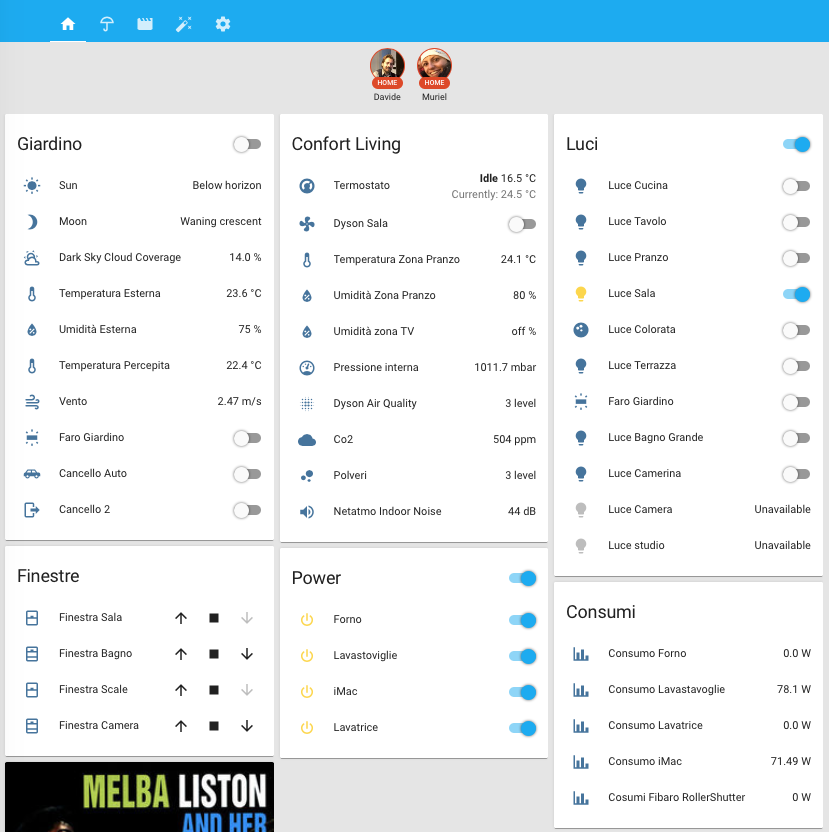 HOME
HOME
Davide
Muriel
Giardino
Sun Below horizon
Moon Waning crescent
Dark Sky Cloud Coverage 14.0 %
Temperatura Esterna 23.6 °C
Umidità Esterna 75 %
Temperatura Percepita 22.4 °C
Vento 2.47 m/s
Faro Giardino
Cancello Auto
Cancello 2
Finestre
Finestra Sala
Finestra Bagno
Finestra Scale
Finestra Camera
MELBA LISTON
AND HER
Confort Living
Termostato Idle 16.5 °C
Currently: 24.5 °C
Dyson Sala
Temperatura Zona Pranzo 24.1 °C
Umidità Zona Pranzo 80 %
Umidità zona TV off %
Pressione interna 1011.7 mbar
Dyson Air Quality 3 level
Co2 504 ppm
Polveri 3 level
Netatmo Indoor Noise 44 dB
Power
Forno
Lavastoviglie
iMac
Lavatrice
Luci
Luce Cucina
Luce Tavolo
Luce Pranzo
Luce Sala
Luce Colorata
Luce Terrazza
Faro Giardino
Luce Bagno Grande
Luce Camerina
Luce Camera Unavailable
Luce studio Unavailable
Consumi
Consumo Forno 0.0 W
Consumo Lavastavoglie 78.1 W
Consumo Lavatrice 0.0 W
Consumo iMac 71.49 W
Cosumi Fibaro RollerShutter 0 W